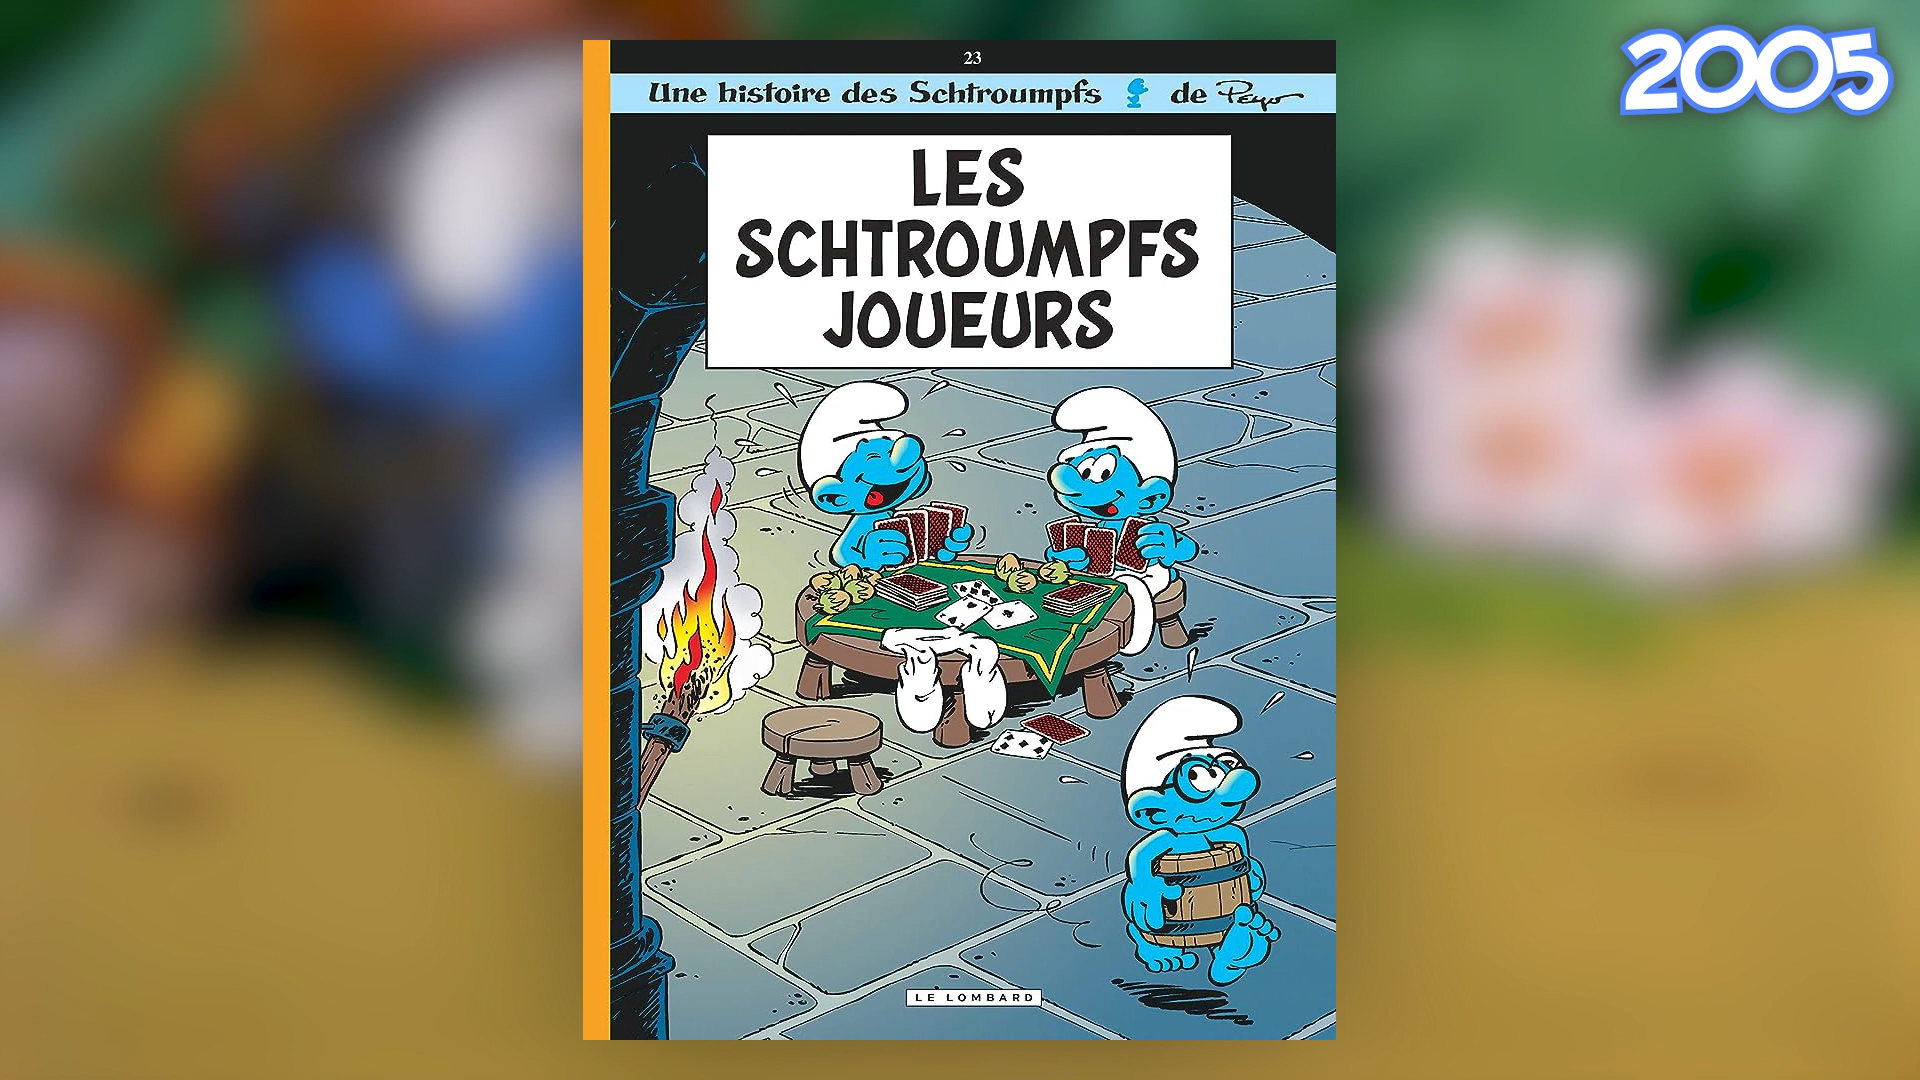 2005
23
Une histoire des Schtroumpfs de Peyo
LES
SCHTROUMPFS
JOUEURS
LE LOMBARD